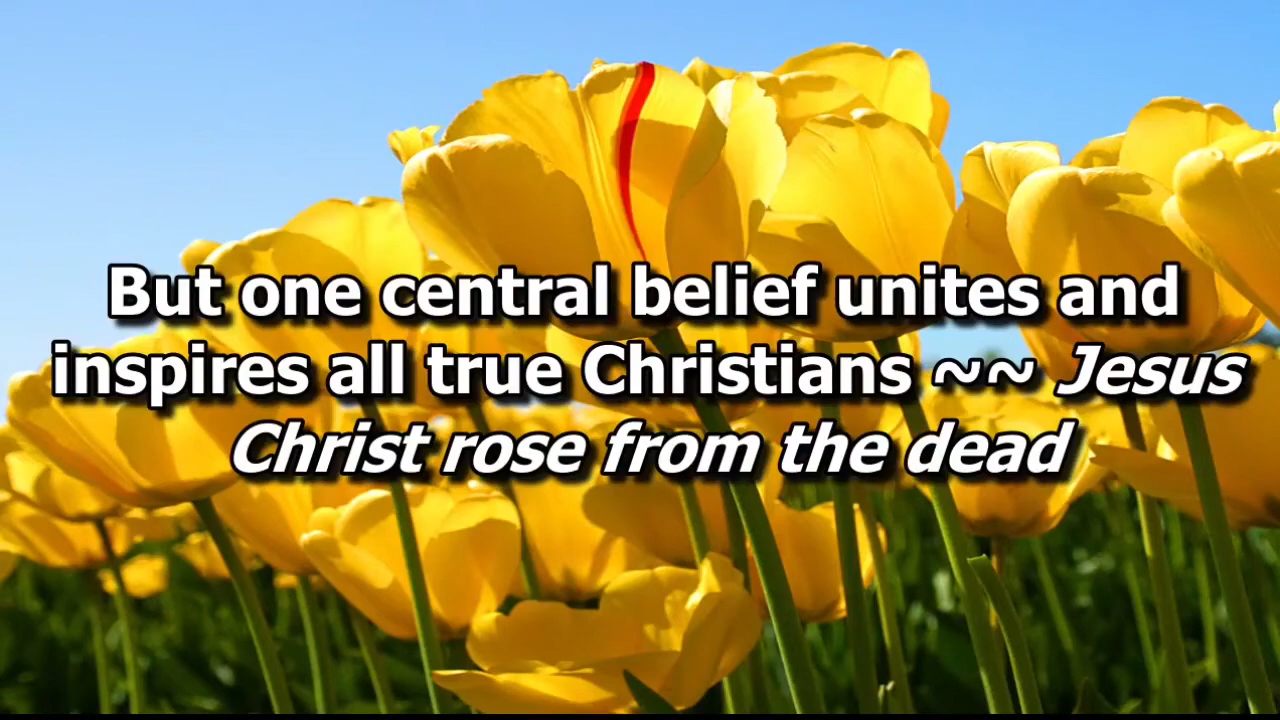 But one central belief unites and
inspires all true Christians ~~ Jesus
Christ rose from the dead